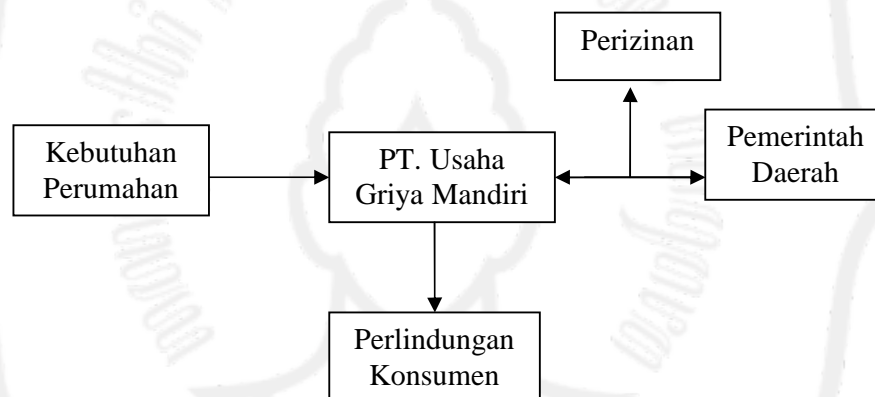 Perizinan
Kebutuhan
Perumahan
PT. Usaha
Griya Mandiri
Pemerintah
Daerah
Perlindungan
Konsumen